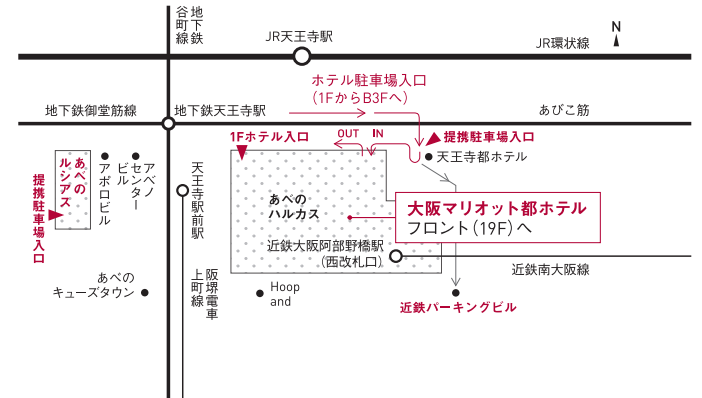 地下鉄
谷町線
JR天王寺駅
JR環状線
N
ホテル駐車場入口
(1FからB3Fへ)
地下鉄御堂筋線
地下鉄天王寺駅
あびこ筋
1Fホテル入口
OUT
IN
提携駐車場入口
天王寺都ホテル
あべの
ルシアス
提携駐車場入口
アポロビル
アベノ
センター
ビル
天王寺駅前駅
あべの
ハルカス
大阪マリオット都ホテル
フロント(19F)へ
近鉄大阪阿部野橋駅
(西改札口)
近鉄南大阪線
あべの
キューズタウン
阪堺電車
上町線
Hoop
and
近鉄パーキングビル